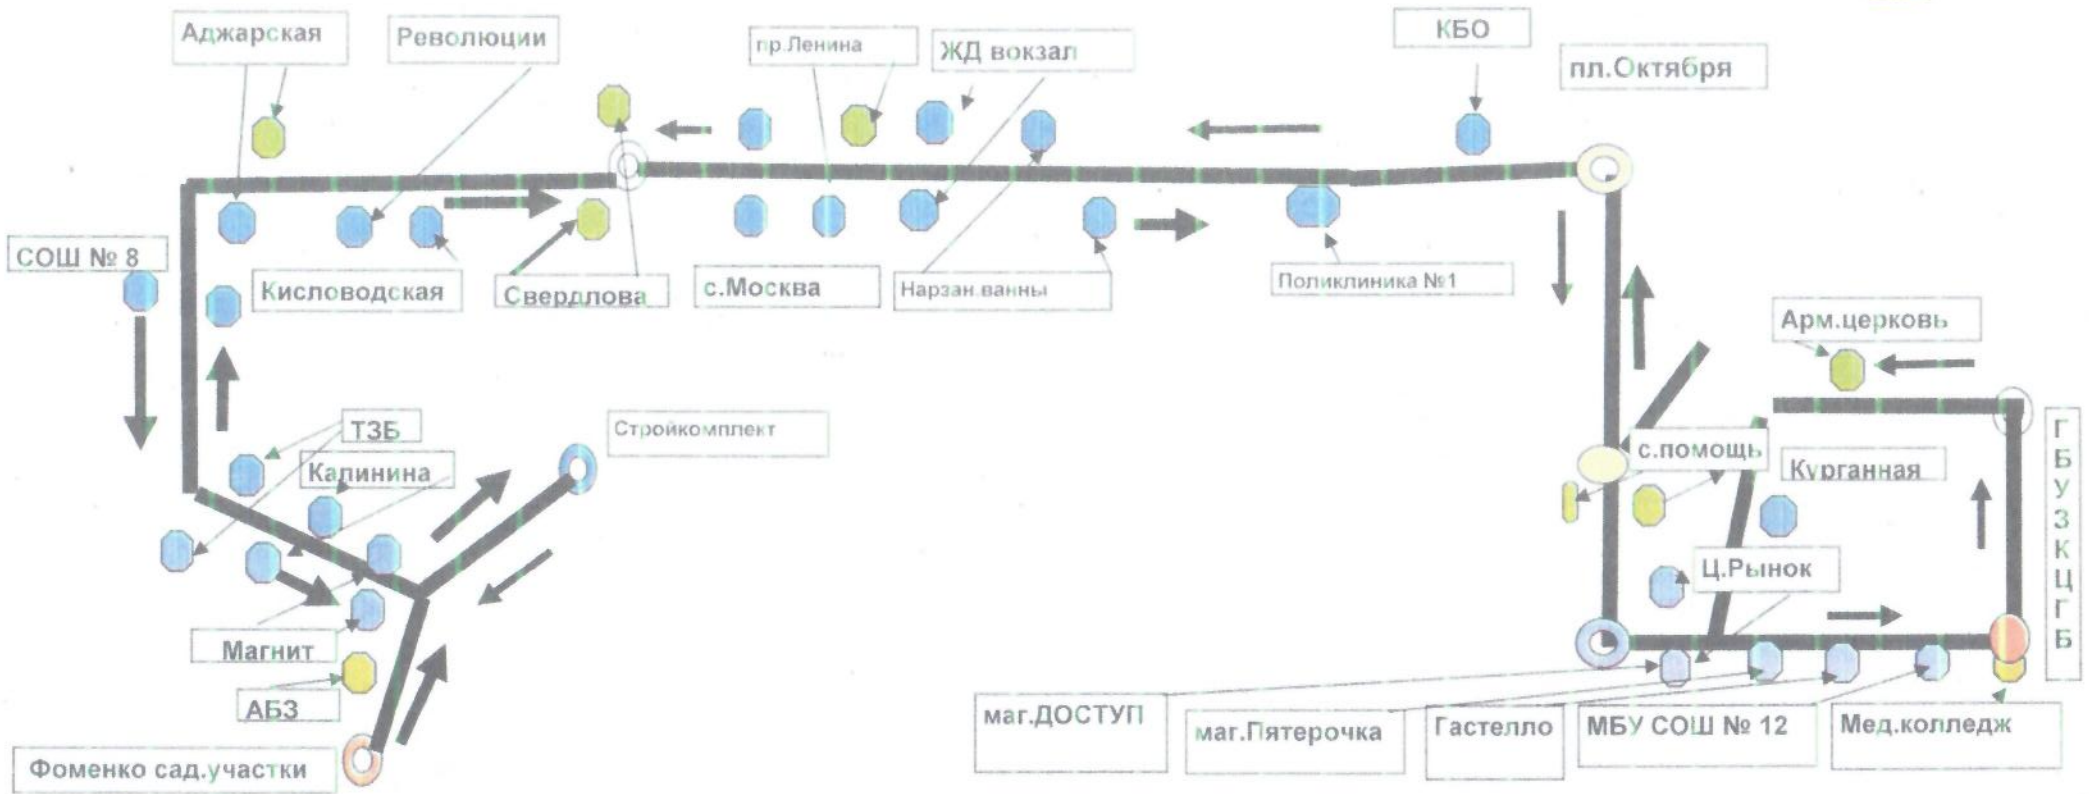 Аджарская
Революции
пр.Ленина
ЖД вокзал
КБО
пл.Октября
СОШ № 8
Кисловодская
Свердлова
с.Москва
Нарзан.ванны
Поликлиника №1
Арм.церковь
ТЗБ
Стройкомплект
Калинина
с.помощь
Курганная
ГБУЗКЦГБ
Ц.Рынок
Магнит
АБЗ
маг.ДОСТУП
маг.Пятерочка
Гастелло
МБУ СОШ № 12
Мед.колледж
Фоменко сад.участки